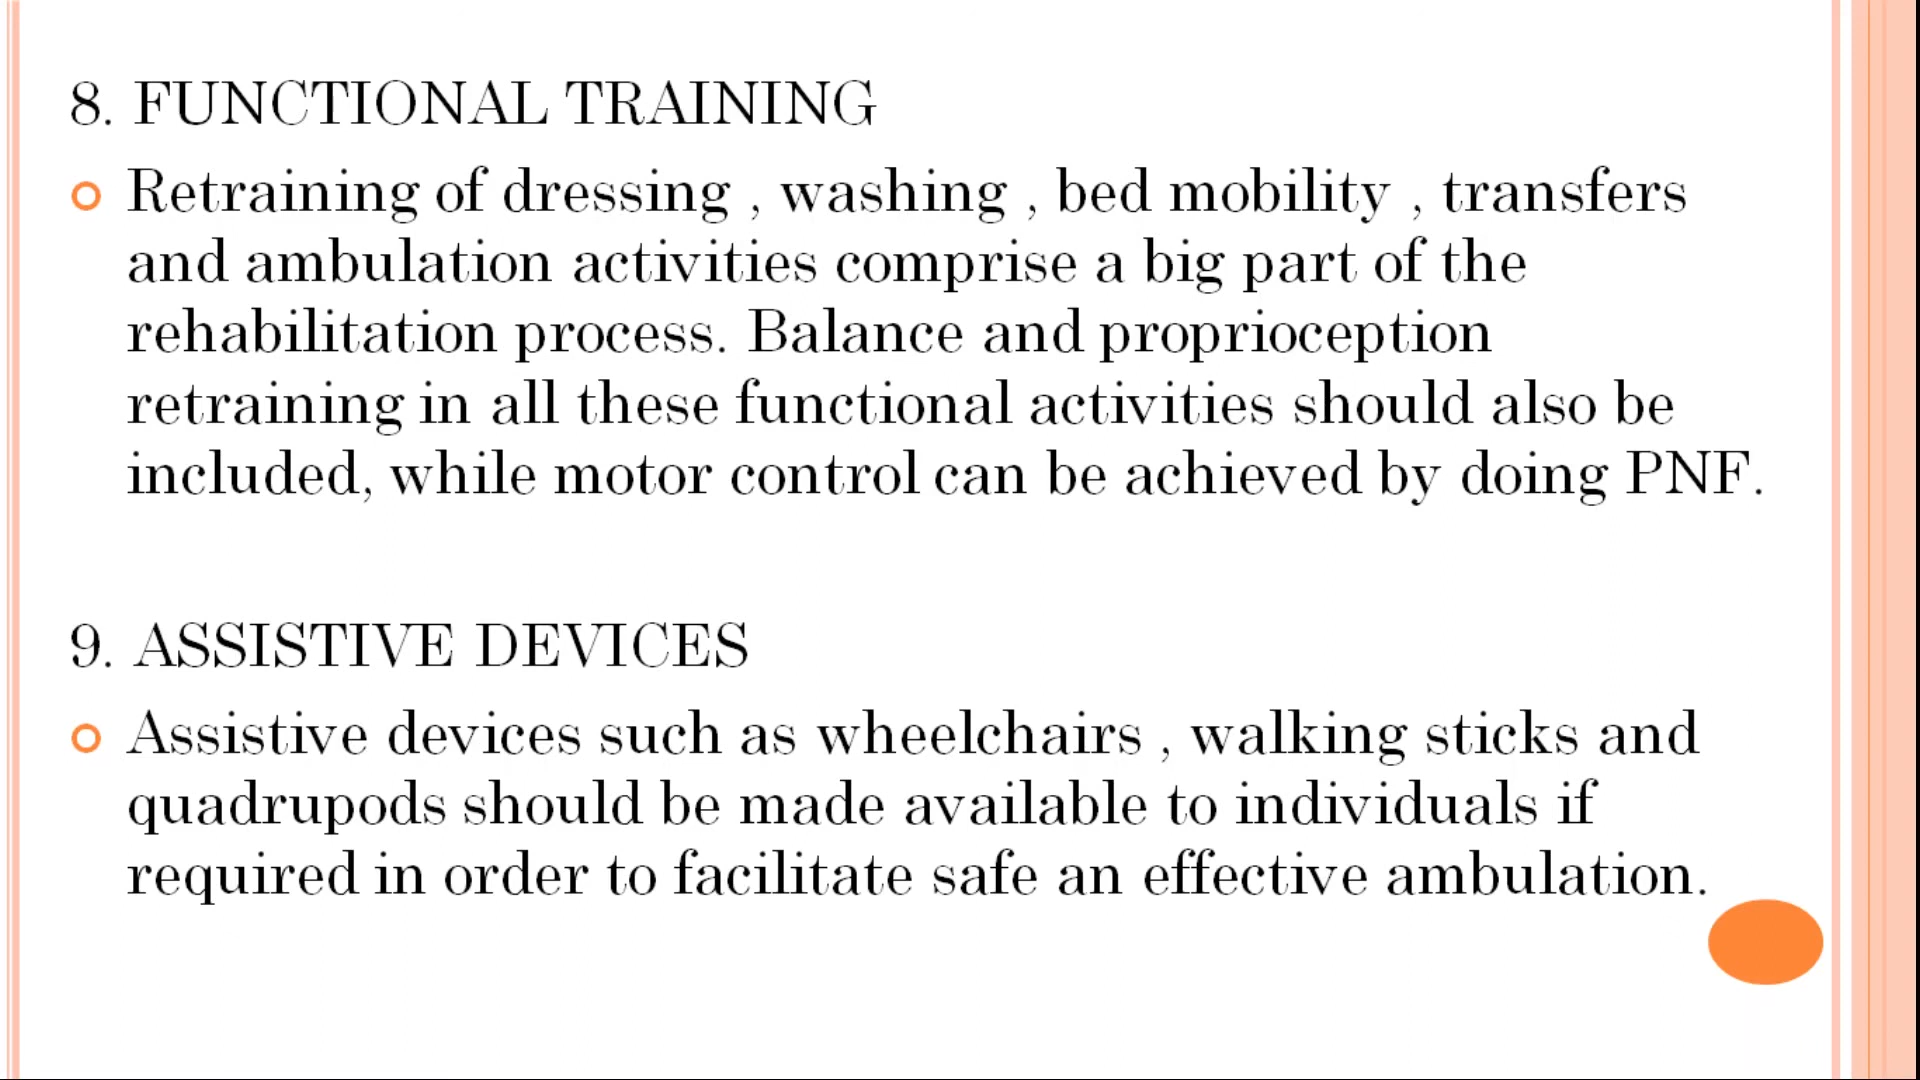 8. FUNCTIONAL TRAINING
Retraining of dressing , washing , bed mobility , transfers
and ambulation activities comprise a big part of the
rehabilitation process. Balance and proprioception
retraining in all these functional activities should also be
included, while motor control can be achieved by doing PNF.
9. ASSISTIVE DEVICES
Assistive devices such as wheelchairs , walking sticks and
quadrupods should be made available to individuals if
required in order to facilitate safe an effective ambulation.